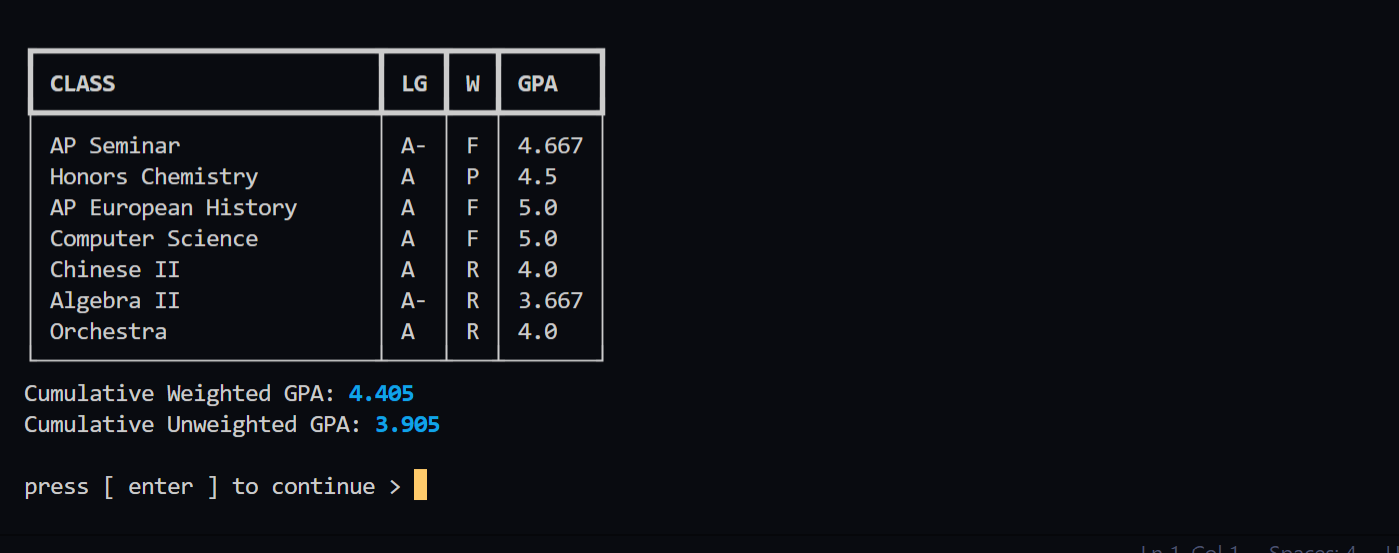 CLASS LG W GPA
AP Seminar A- F 4.667
Honors Chemistry A P 4.5
AP European History A F 5.0
Computer Science A F 5.0
Chinese II A R 4.0
Algebra II A- R 3.667
Orchestra A R 4.0
Cumulative Weighted GPA: 4.405
Cumulative Unweighted GPA: 3.905
press [ enter ] to continue >
Ln 1, Col 1 Spaces: 4